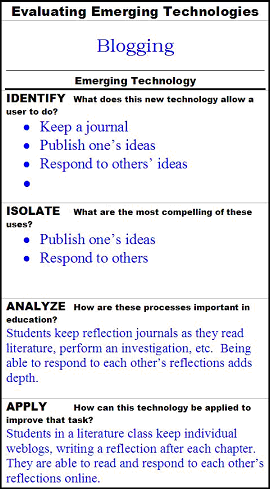 Evaluating Emerging Technologies
Blogging
Emerging Technology
IDENTIFY What does this new technology allow a
user to do?
• Keep a journal
• Publish one's ideas
• Respond to others' ideas
•
ISOLATE What are the most compelling of these
uses?
• Publish one's ideas
• Respond to others
ANALYZE How are these processes important in
education?
Students keep reflection journals as they read
literature, perform an investigation, etc. Being
able to respond to each other's reflections adds
depth.
APPLY How can this technology be applied to
improve that task?
Students in a literature class keep individual
weblogs, writing a reflection after each chapter.
They are able to read and respond to each other's
reflections online.